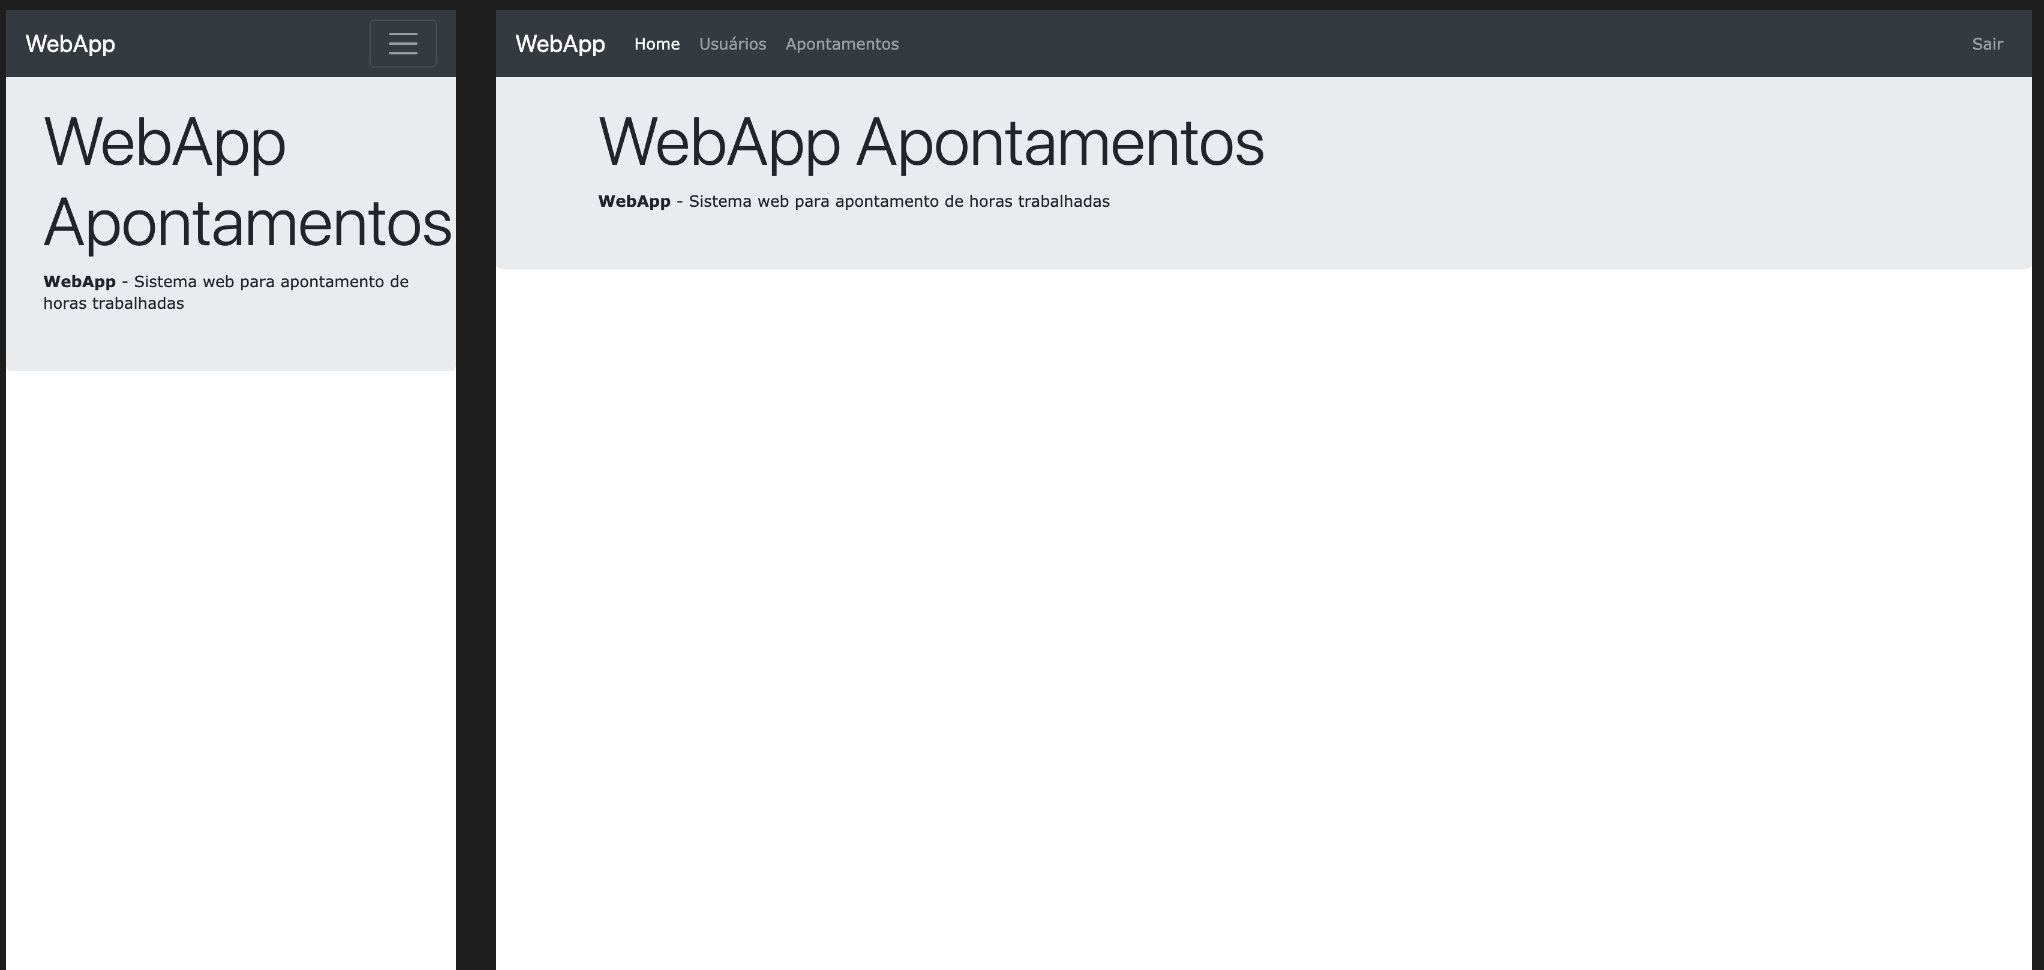 WebApp
WebApp
Apontamentos
WebApp - Sistema web para apontamento de
horas trabalhadas
WebApp Home Usuários Apontamentos Sair
WebApp Apontamentos
WebApp - Sistema web para apontamento de horas trabalhadas